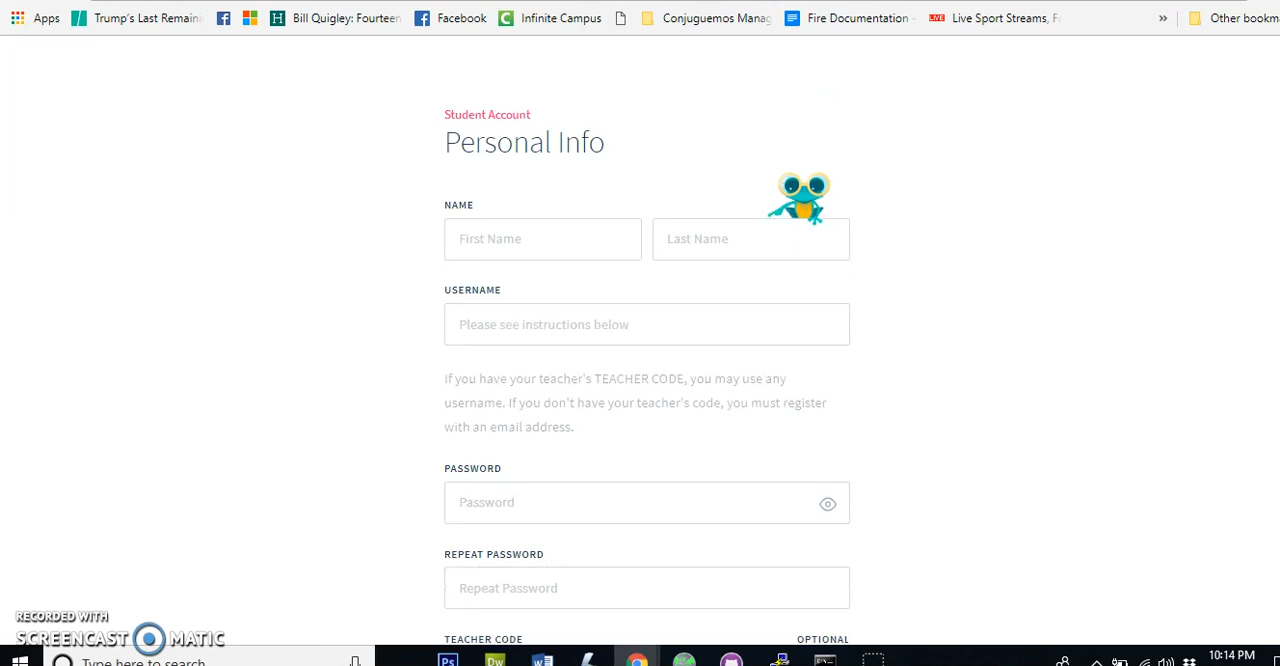 Apps Trump's Last Remaini Bill Quigley: Fourteen Facebook Infinite Campus Conjuguemos Manag Fire Documentation - Live Sport Streams, F » Other bookm
Student Account
Personal Info
NAME
First Name Last Name
USERNAME
Please see instructions below
If you have your teacher's TEACHER CODE, you may use any
username. If you don't have your teacher's code, you must register
with an email address.
PASSWORD
Password
REPEAT PASSWORD
Repeat Password
TEACHER CODE OPTIONAL
RECORDED WITH
SCREENCAST MATIC
Type here to search
Ps Dw 10:14 PM